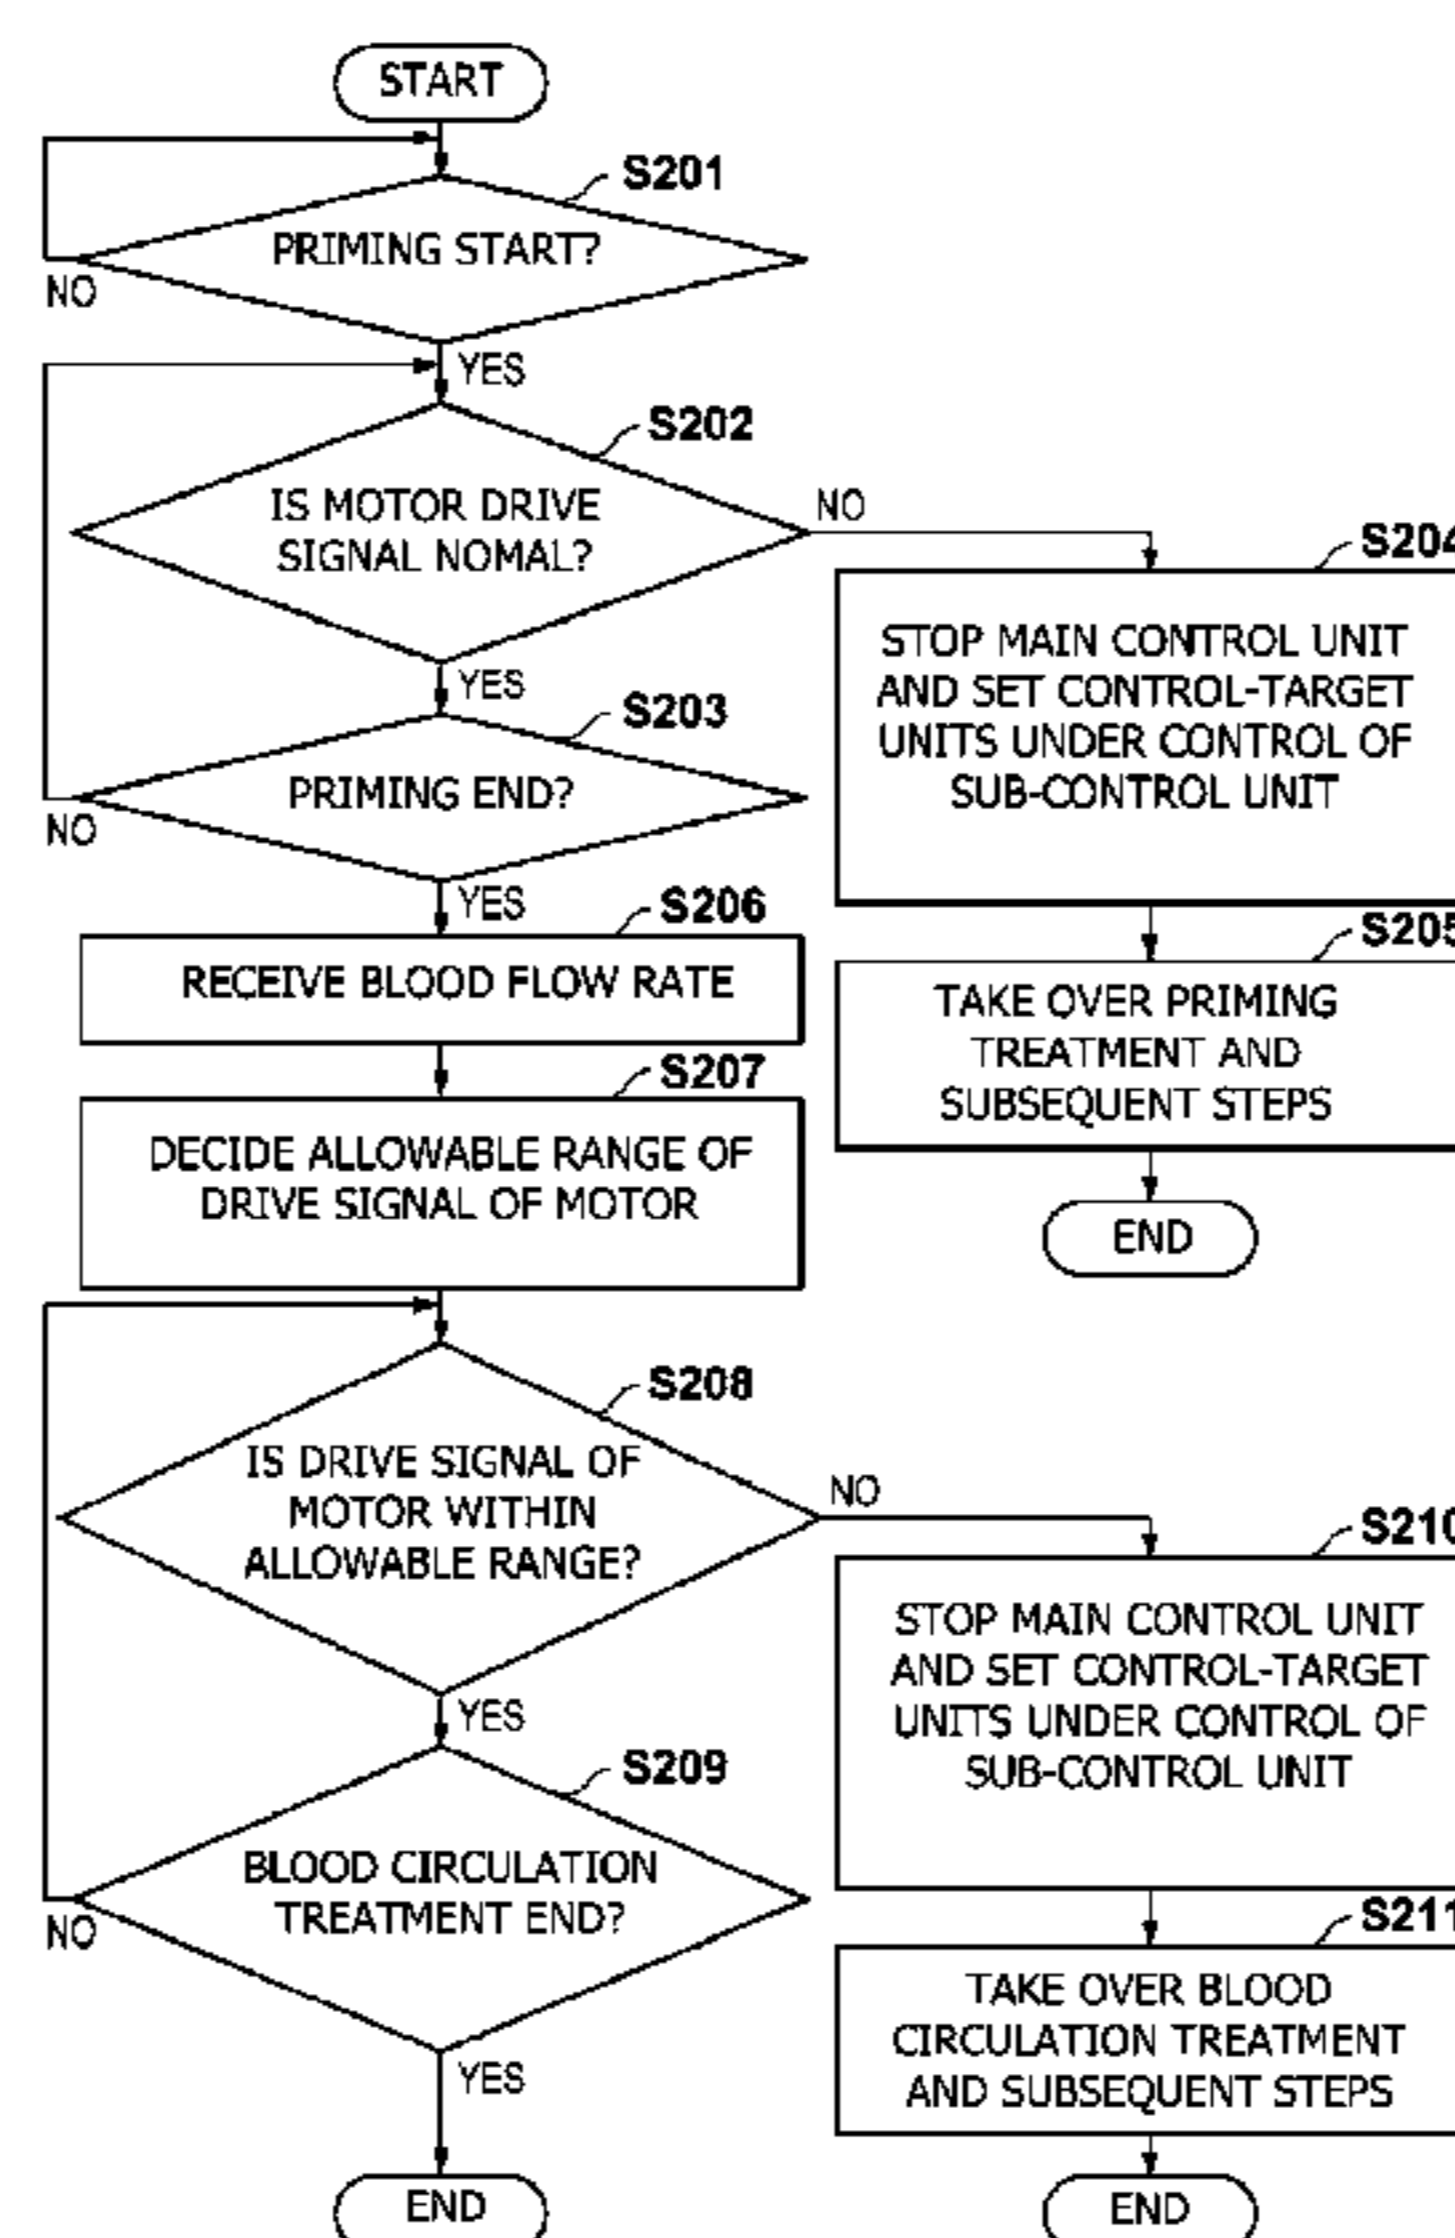 START
S201
PRIMING START?
NO
YES
S202
IS MOTOR DRIVE
SIGNAL NOMAL?
NO
YES
S204
STOP MAIN CONTROL UNIT
AND SET CONTROL-TARGET
UNITS UNDER CONTROL OF
SUB-CONTROL UNIT
S203
PRIMING END?
NO
YES
S205
TAKE OVER PRIMING
TREATMENT AND
SUBSEQUENT STEPS
END
S206
RECEIVE BLOOD FLOW RATE
S207
DECIDE ALLOWABLE RANGE OF
DRIVE SIGNAL OF MOTOR
S208
IS DRIVE SIGNAL OF
MOTOR WITHIN
ALLOWABLE RANGE?
NO
YES
S210
STOP MAIN CONTROL UNIT
AND SET CONTROL-TARGET
UNITS UNDER CONTROL OF
SUB-CONTROL UNIT
S209
BLOOD CIRCULATION
TREATMENT END?
NO
YES
S211
TAKE OVER BLOOD
CIRCULATION TREATMENT
AND SUBSEQUENT STEPS
END
END